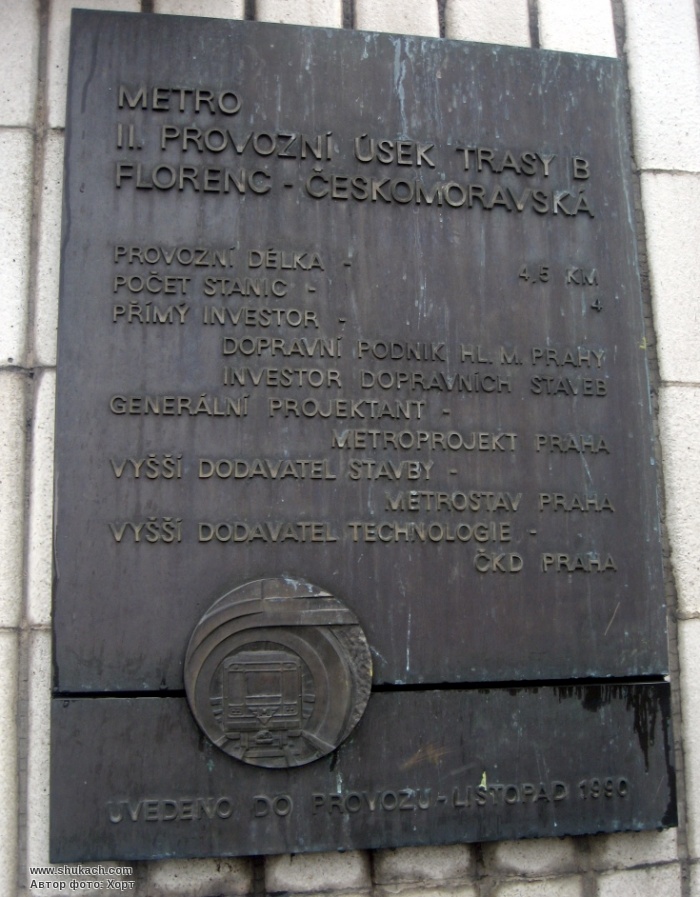 METRO
II. PROVOZNÍ ÚSEK TRASY B
FLORENC - ČESKOMORAVSKÁ
PROVOZNÍ DÉLKA - 4,5 KM
POČET STANIC - 4
PŘÍMÝ INVESTOR -
DOPRAVNÍ PODNIK HL. M. PRAHY
INVESTOR DOPRAVNÍCH STAVEB
GENERÁLNÍ PROJEKTANT -
METROPROJEKT PRAHA
VYŠŠÍ DODAVATEL STAVBY -
METROSTAV PRAHA
VYŠŠÍ DODAVATEL TECHNOLOGIE -
ČKD PRAHA
UVEDENO DO PROVOZU - LISTOPAD 1990
www.shukach.com
Автор фото: Хорт